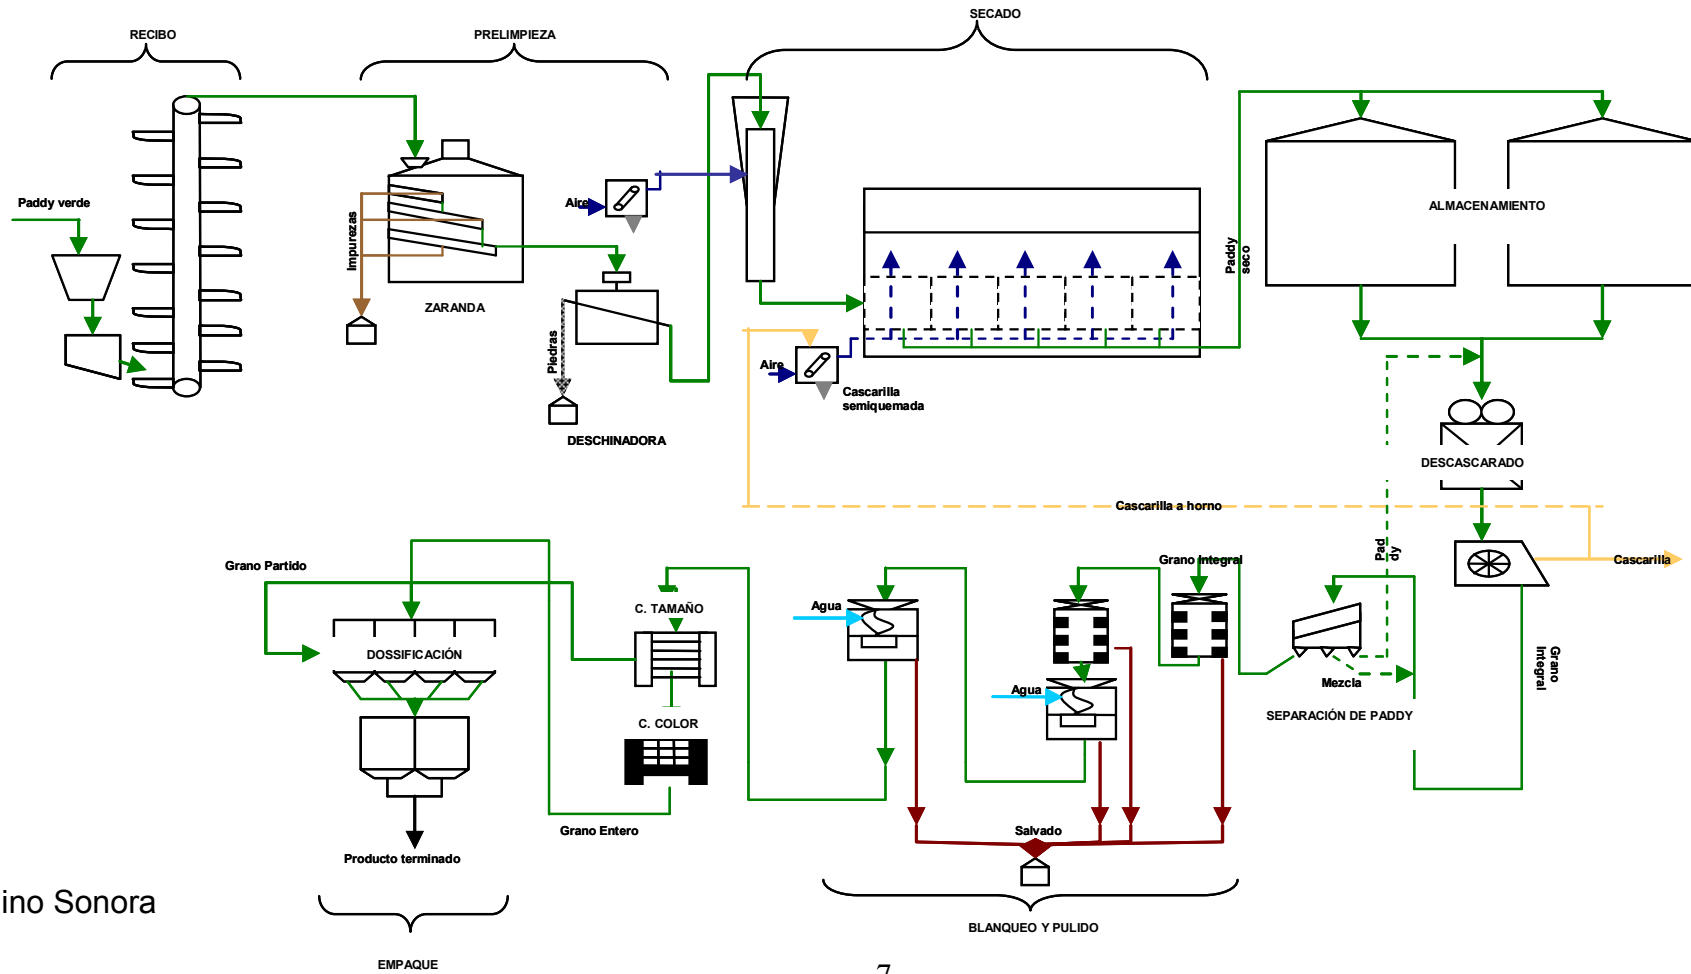 SECADO
RECIBO
PRELIMPIEZA
Paddy verde
Aire
Impurezas
ZARANDA
Piedras
DESCHINADORA
Paddy
seco
ALMACENAMIENTO
Aire
Cascarilla
semiquemada
DESCASCARADO
Cascarilla a horno
Pad
dy
Cascarilla
Grano Integral
Grano Partido
C. TAMAÑO
Agua
DOSSIFICACIÓN
Agua
Mezcla
Grano
Integral
SEPARACIÓN DE PADDY
C. COLOR
Grano Entero
Salvado
Producto terminado
ino Sonora
BLANQUEO Y PULIDO
EMPAQUE
7